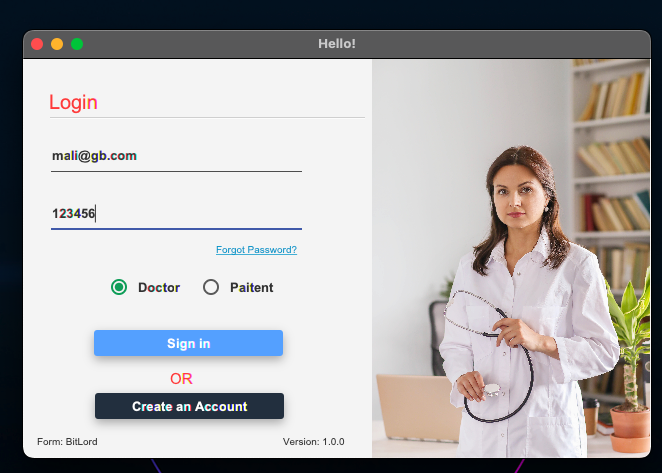 Hello!
Login
mali@gb.com
123456
Forgot Password?
Doctor Paitent
Sign in
OR
Create an Account
Form: BitLord Version: 1.0.0